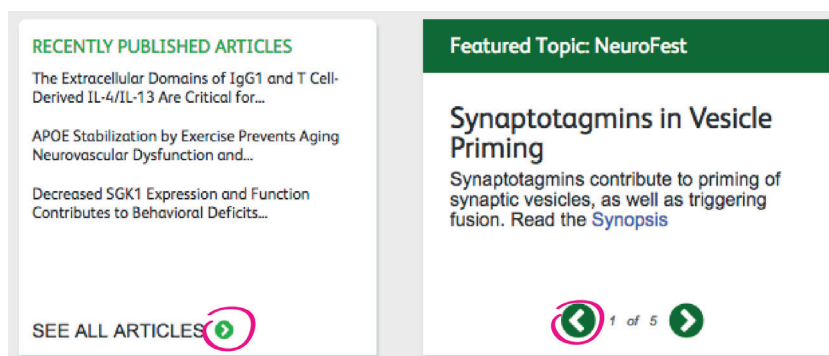 RECENTLY PUBLISHED ARTICLES
The Extracellular Domains of IgG1 and T Cell-
Derived IL-4/IL-13 Are Critical for...
APOE Stabilization by Exercise Prevents Aging
Neurovascular Dysfunction and...
Decreased SGK1 Expression and Function
Contributes to Behavioral Deficits...
SEE ALL ARTICLES
Featured Topic: NeuroFest
Synaptotagmins in Vesicle
Priming
Synaptotagmins contribute to priming of
synaptic vesicles, as well as triggering
fusion. Read the Synopsis
1 of 5